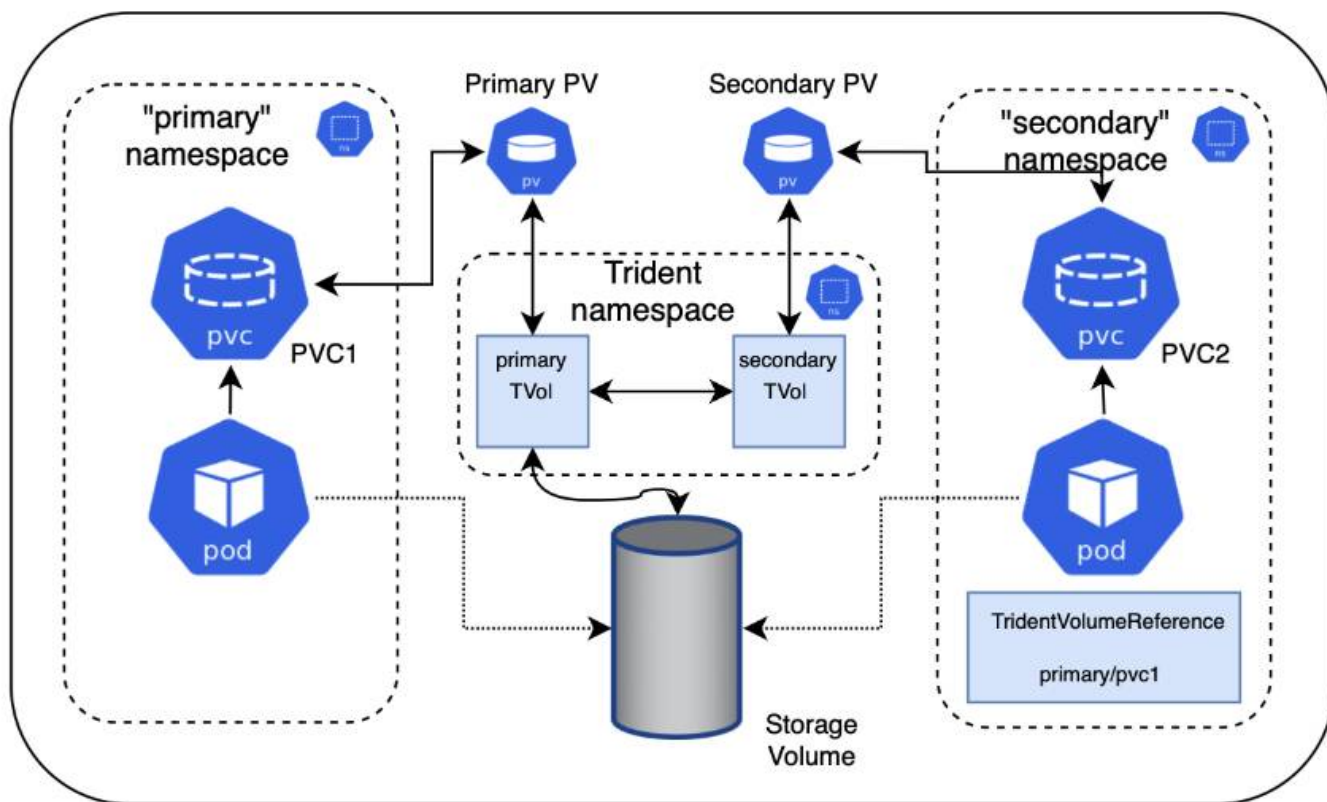 Primary PV
Secondary PV
"primary"
namespace
ns
pv
pv
"secondary"
namespace
ns
Trident
namespace
ns
pvc
PVC1
primary
TVol
secondary
TVol
pvc
PVC2
pod
pod
TridentVolumeReference
primary/pvc1
Storage
Volume